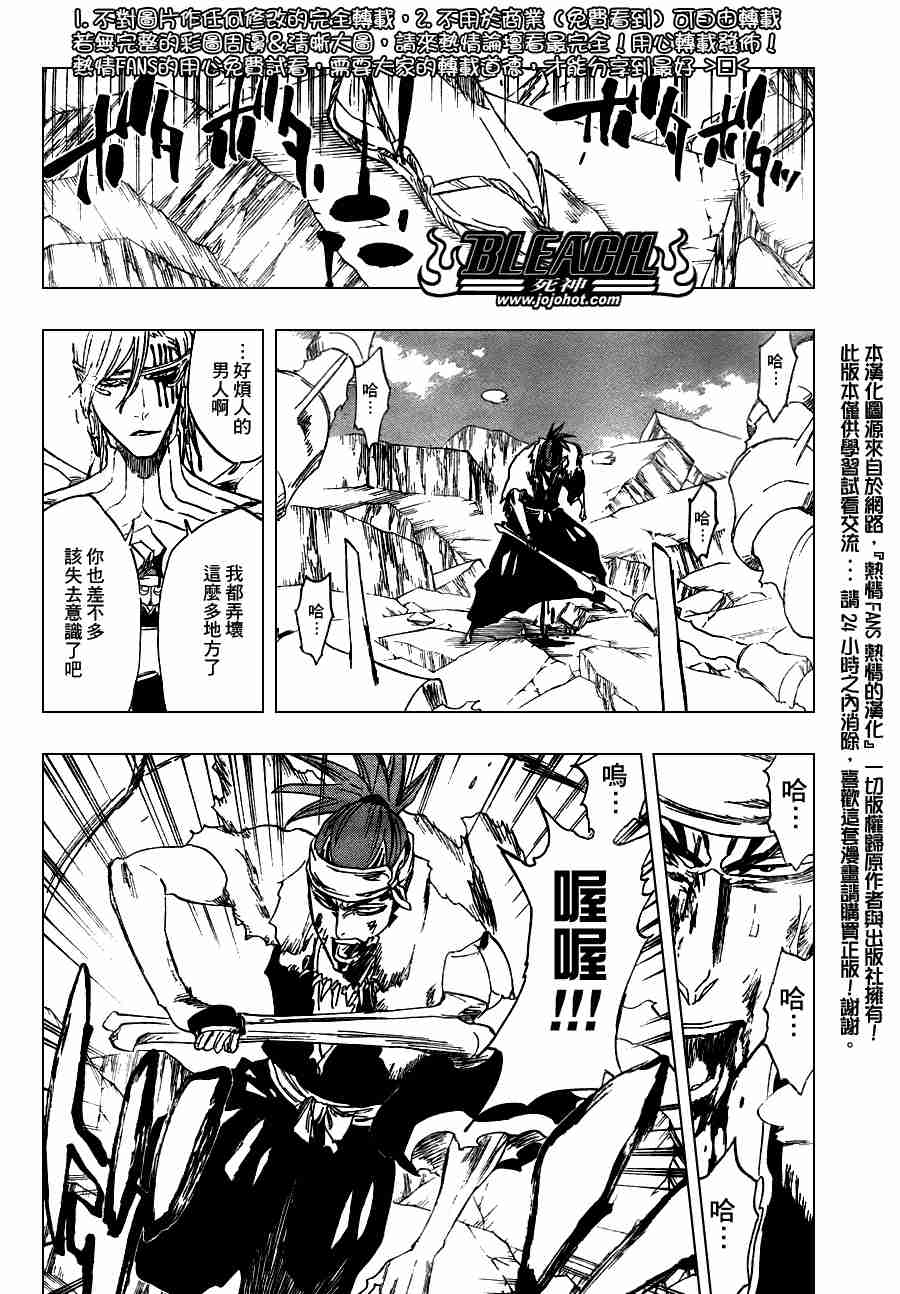 1. 不對圖片作任何修改的完全轉載，2. 不用於商業（免費看到）可自由轉載
若無完整的彩圖周漫&清晰大圖，請來熱情論壇看最完全！用心轉載發佈！
熱情FANS的用心免費試看，需要大家的轉載道德，才能分享到最好 >口<
ボタ
ボタ
ボタ
ボタ
BLEACH
死神
www.jojohot.com
哈…
哈…
哈…
哈…
…好煩人的
男人啊
我都弄壞
這麼多地方了
你也差不多
該失去意識了吧
哈…
哈…
哈…
嗚…
喔
喔
!!!
本漢化圖源來自於網路，『熱情FANS熱情的漢化』一切版權歸原作者與出版社擁有！
此版本僅供學習試看交流…請24小時之內消除，喜歡這套漫畫請購買正版！謝謝。